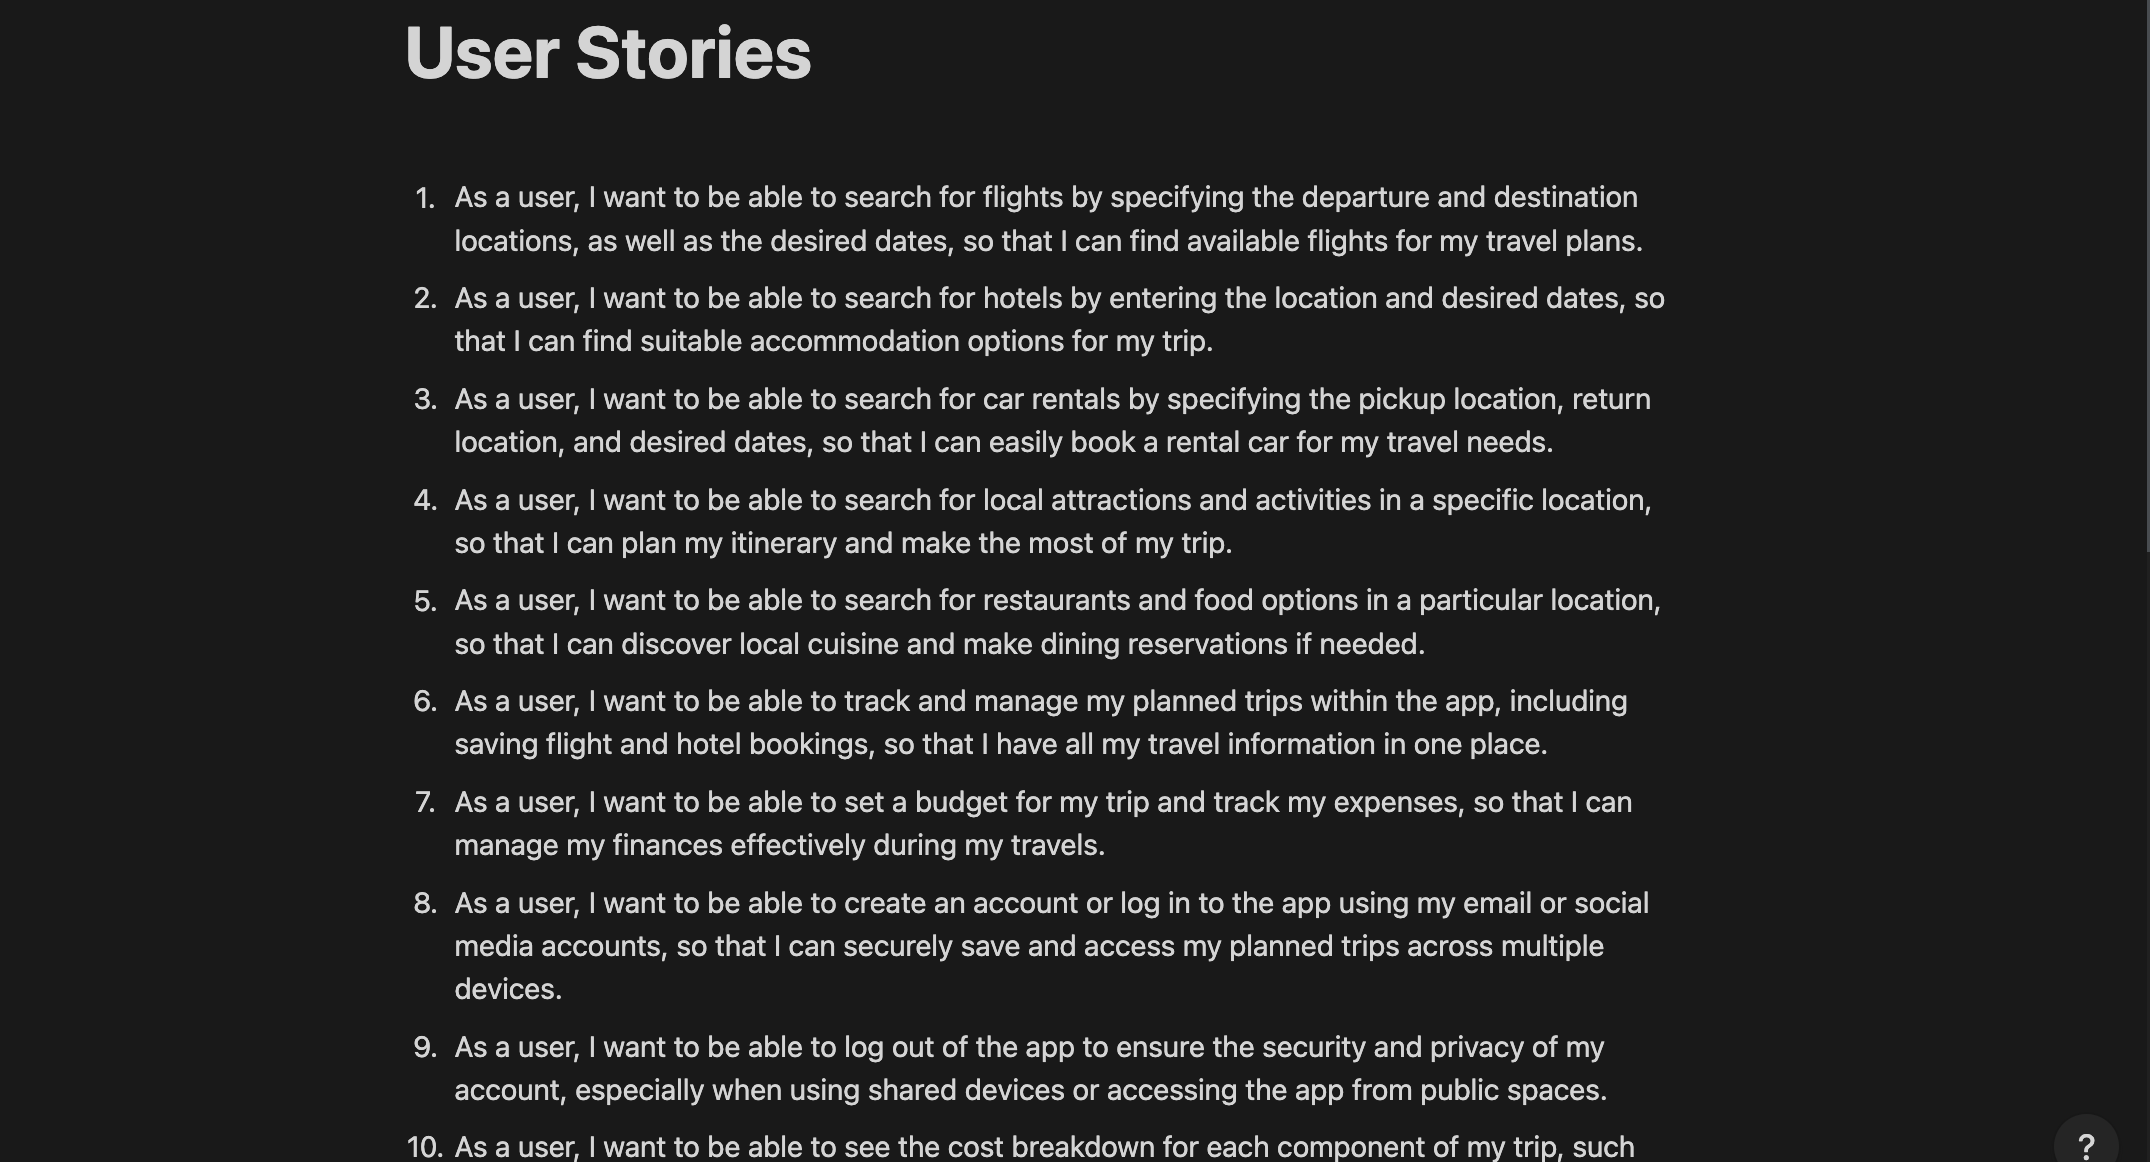 User Stories
1. As a user, I want to be able to search for flights by specifying the departure and destination
locations, as well as the desired dates, so that I can find available flights for my travel plans.
2. As a user, I want to be able to search for hotels by entering the location and desired dates, so
that I can find suitable accommodation options for my trip.
3. As a user, I want to be able to search for car rentals by specifying the pickup location, return
location, and desired dates, so that I can easily book a rental car for my travel needs.
4. As a user, I want to be able to search for local attractions and activities in a specific location,
so that I can plan my itinerary and make the most of my trip.
5. As a user, I want to be able to search for restaurants and food options in a particular location,
so that I can discover local cuisine and make dining reservations if needed.
6. As a user, I want to be able to track and manage my planned trips within the app, including
saving flight and hotel bookings, so that I have all my travel information in one place.
7. As a user, I want to be able to set a budget for my trip and track my expenses, so that I can
manage my finances effectively during my travels.
8. As a user, I want to be able to create an account or log in to the app using my email or social
media accounts, so that I can securely save and access my planned trips across multiple
devices.
9. As a user, I want to be able to log out of the app to ensure the security and privacy of my
account, especially when using shared devices or accessing the app from public spaces.
10. As a user, I want to be able to see the cost breakdown for each component of my trip, such
?